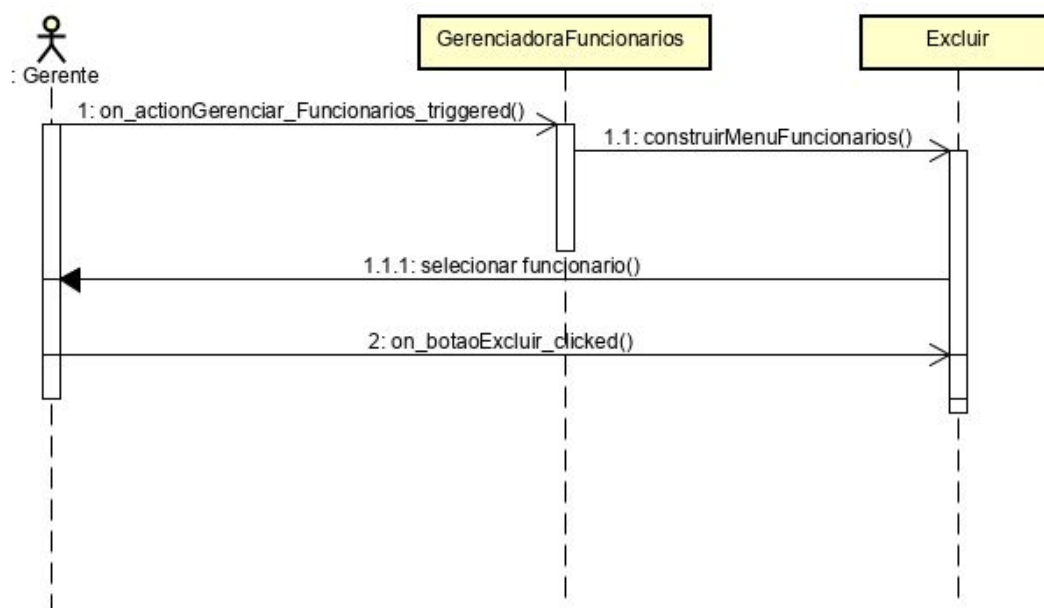 : Gerente
GerenciadoraFuncionarios
Excluir
1: on_actionGerenciar_Funcionarios_triggered()
1.1: construirMenuFuncionarios()
1.1.1: selecionar funcionario()
2: on_botaoExcluir_clicked()